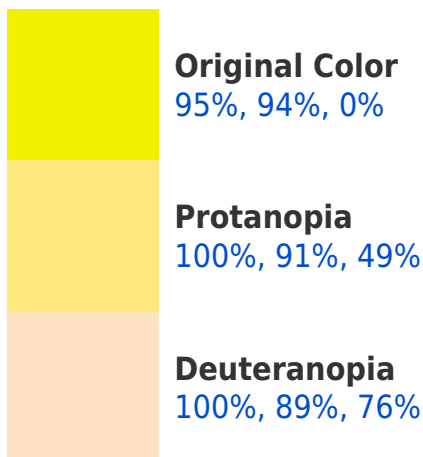 Original Color
95%, 94%, 0%
Protanopia
100%, 91%, 49%
Deuteranopia
100%, 89%, 76%